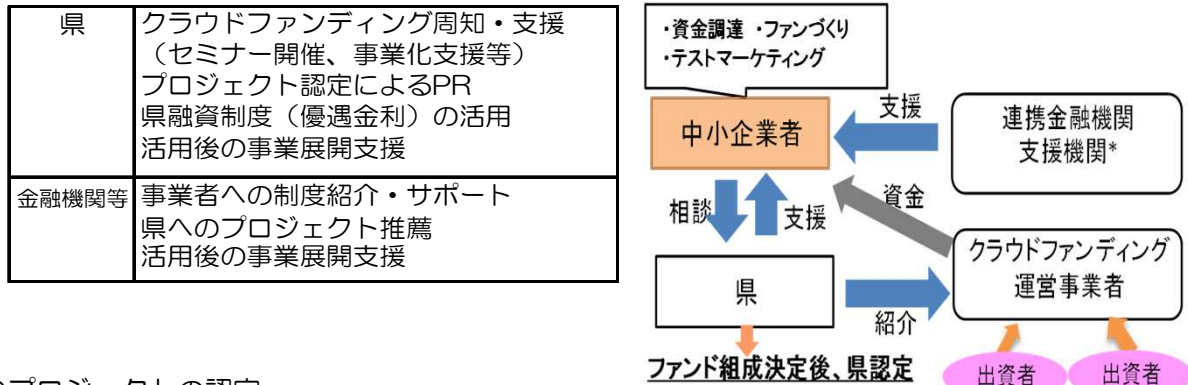 県
クラウドファンディング周知・支援
（セミナー開催、事業化支援等）
プロジェクト認定によるPR
県融資制度（優遇金利）の活用
活用後の事業展開支援
金融機関等
事業者への制度紹介・サポート
県へのプロジェクト推薦
活用後の事業展開支援
・資金調達 ・ファンづくり
・テストマーケティング
中小企業者
支援
連携金融機関
支援機関*
相談
支援
資金
クラウドファンディング
運営事業者
県
紹介
ファンド組成決定後、県認定
出資者
出資者
プロジェクトの認定